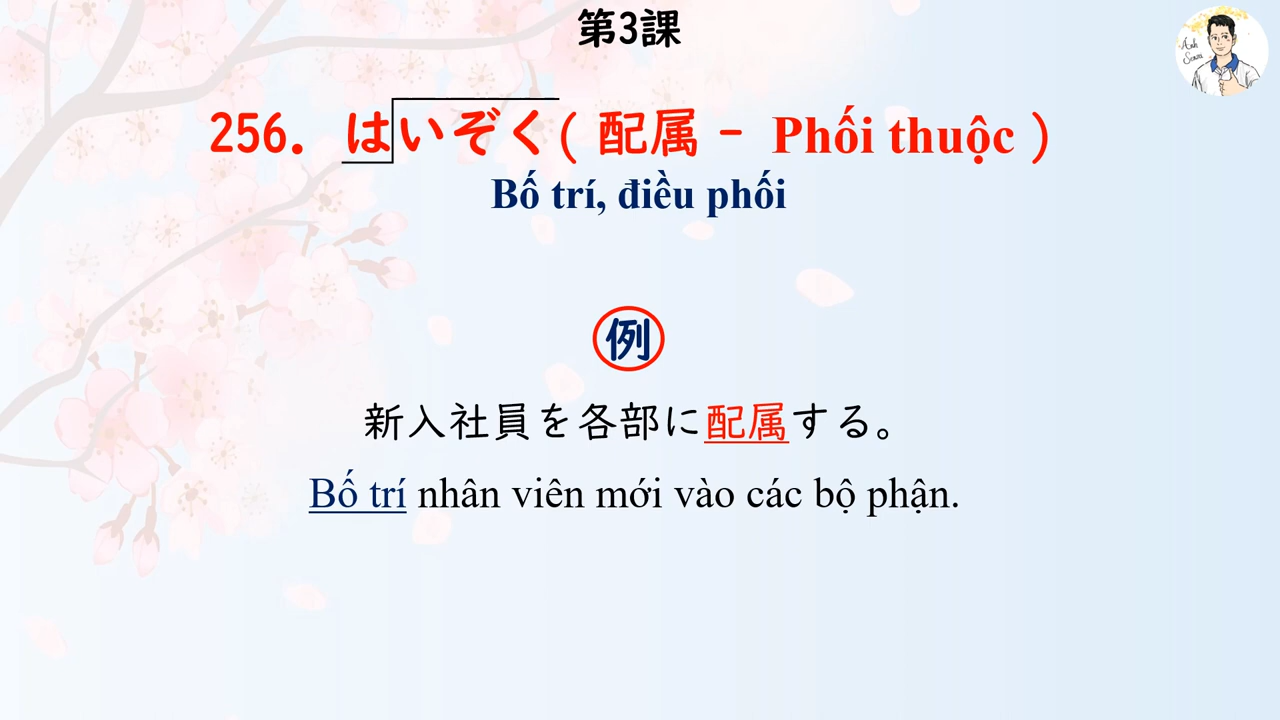 第3課
Anh
Sensei
256. はいぞく( 配属 - Phối thuộc )
Bố trí, điều phối
例
新入社員を各部に配属する。
Bố trí nhân viên mới vào các bộ phận.